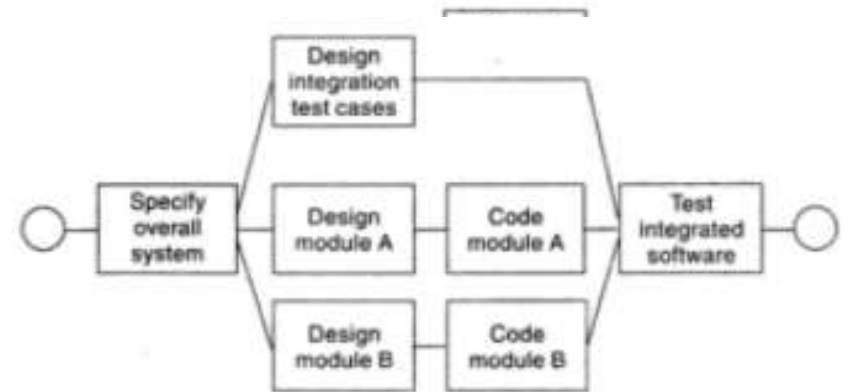 Design
integration
test cases
Specify
overall
system
Design
module A
Code
module A
Test
integrated
software
Design
module B
Code
module B